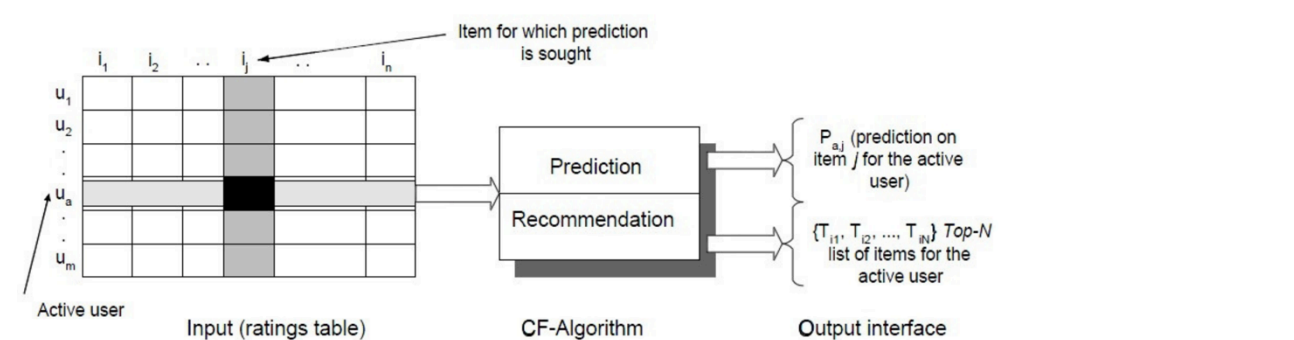 Item for which prediction
is sought
i1 i2 . . ij . . in
u1
u2
.
.
ua
.
.
um
Active user
Input (ratings table)
Prediction
Recommendation
CF-Algorithm
Pa,j (prediction on
item j for the active
user)
{Ti1, Ti2, ..., TiN} Top-N
list of items for the
active user
Output interface